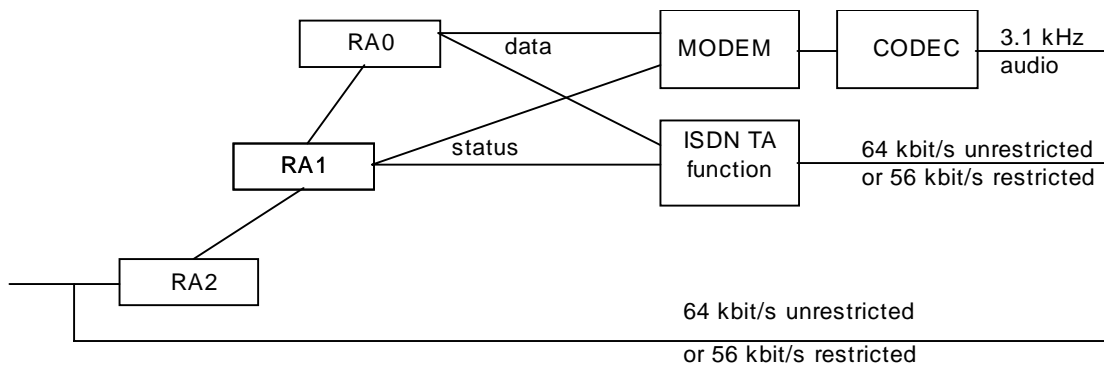 RA0
data
MODEM
CODEC
3.1 kHz
audio
RA1
status
ISDN TA
function
64 kbit/s unrestricted
or 56 kbit/s restricted
RA2
64 kbit/s unrestricted
or 56 kbit/s restricted